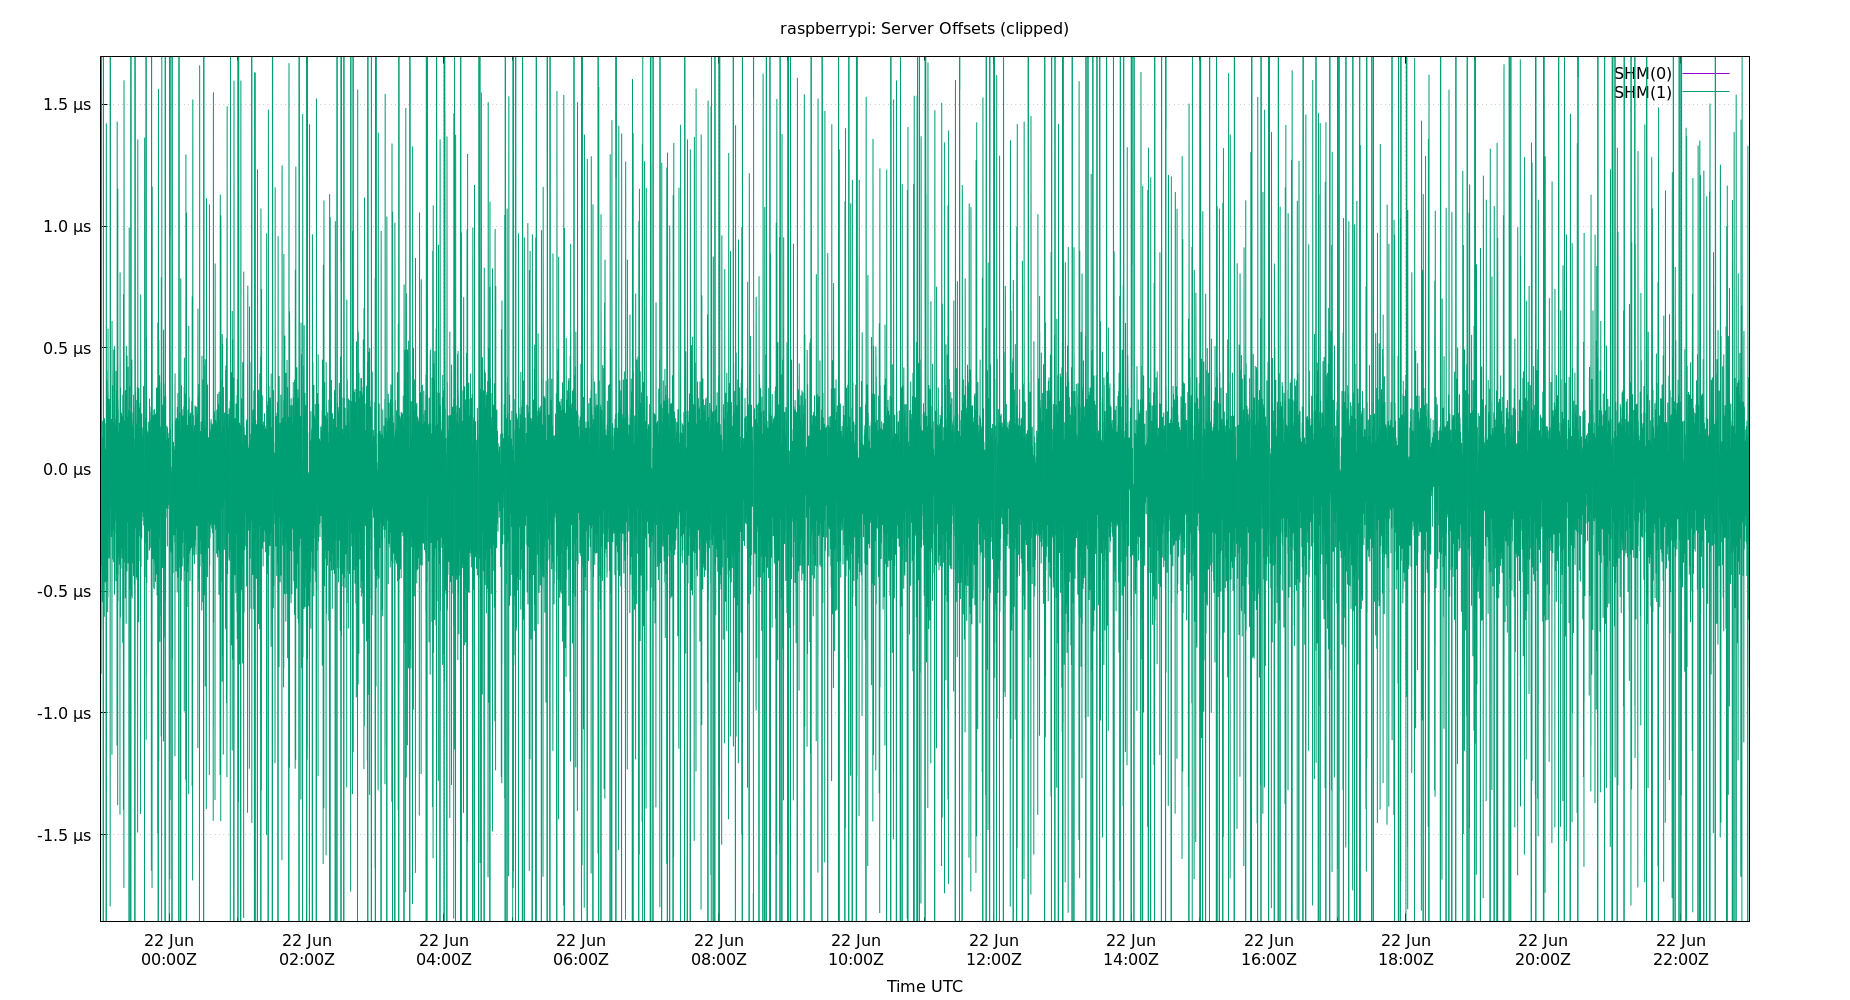 raspberrypi: Server Offsets (clipped)
SHM(0)
SHM(1)
1.5 µs
1.0 µs
0.5 µs
0.0 µs
-0.5 µs
-1.0 µs
-1.5 µs
22 Jun 22 Jun 22 Jun 22 Jun 22 Jun 22 Jun 22 Jun 22 Jun 22 Jun 22 Jun 22 Jun 22 Jun
00:00Z 02:00Z 04:00Z 06:00Z 08:00Z 10:00Z 12:00Z 14:00Z 16:00Z 18:00Z 20:00Z 22:00Z
Time UTC